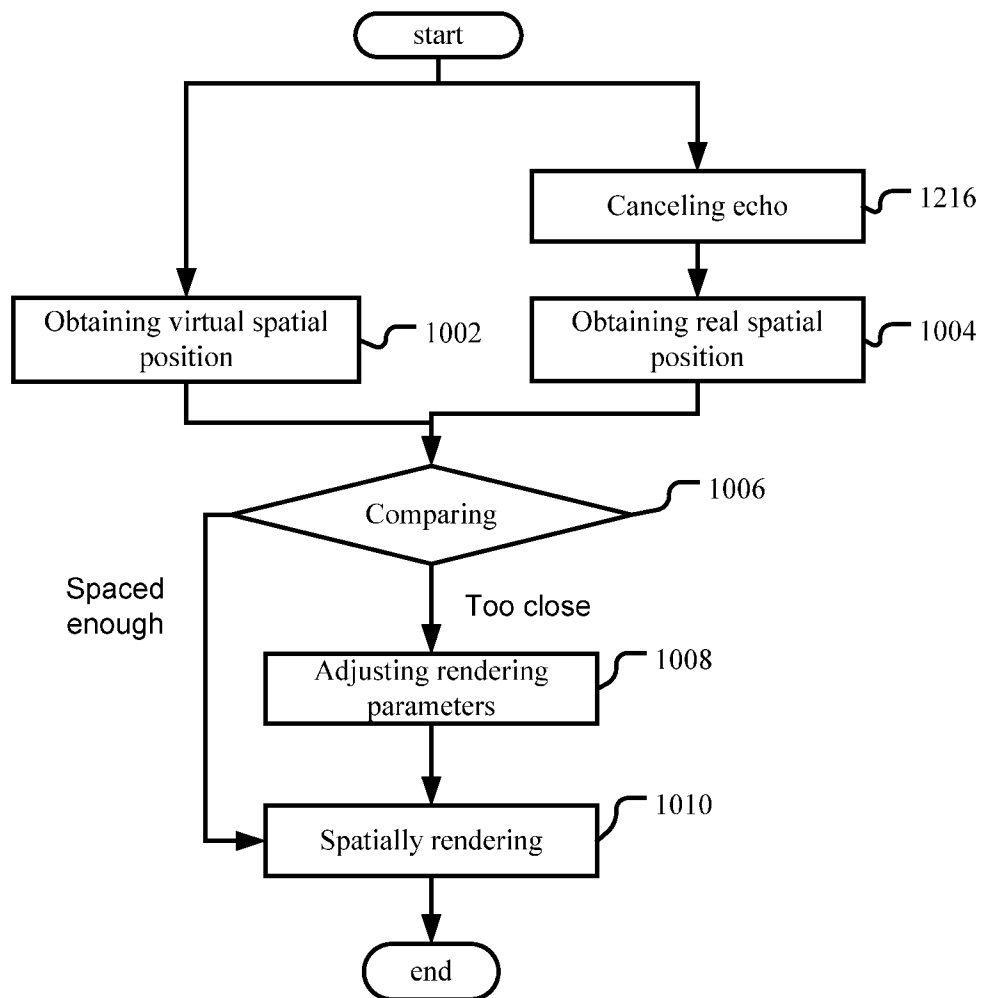 start
Canceling echo
1216
Obtaining virtual spatial
position
1002
Obtaining real spatial
position
1004
Comparing
1006
Spaced
enough
Too close
Adjusting rendering
parameters
1008
Spatially rendering
1010
end